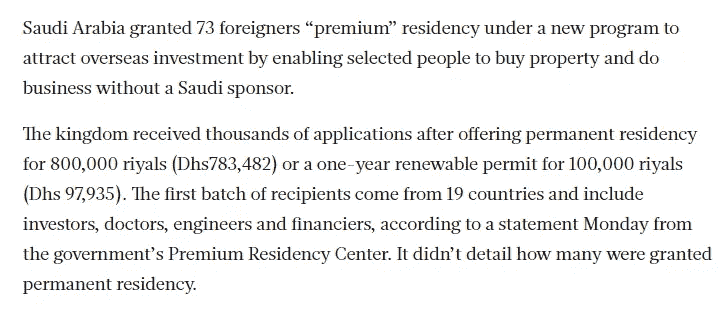 Saudi Arabia granted 73 foreigners “premium” residency under a new program to
attract overseas investment by enabling selected people to buy property and do
business without a Saudi sponsor.
The kingdom received thousands of applications after offering permanent residency
for 800,000 riyals (Dhs783,482) or a one-year renewable permit for 100,000 riyals
(Dhs 97,935). The first batch of recipients come from 19 countries and include
investors, doctors, engineers and financiers, according to a statement Monday from
the government’s Premium Residency Center. It didn’t detail how many were granted
permanent residency.